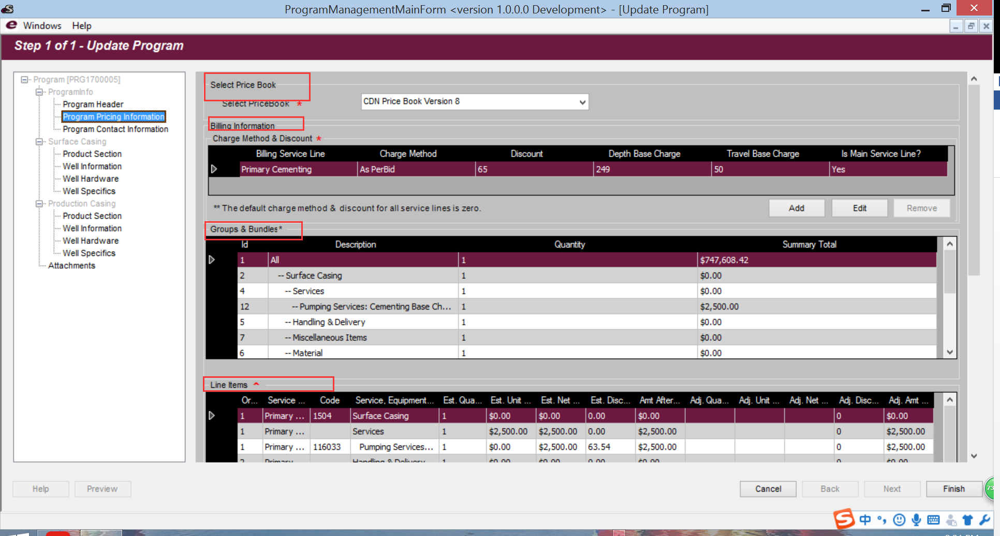 ProgramManagementMainForm <version 1.0.0.0 Development> - [Update Program]
Windows Help
Step 1 of 1 - Update Program
Program [PRG1700005]
ProgramInfo
Program Header
Program Pricing Information
Program Contact Information
Surface Casing
Product Section
Well Information
Well Hardware
Well Specifics
Production Casing
Product Section
Well Information
Well Hardware
Well Specifics
Attachments
Select Price Book
Select PriceBook * CDN Price Book Version 8
Billing Information
Charge Method & Discount *
Billing Service Line Charge Method Discount Depth Base Charge Travel Base Charge Is Main Service Line?
Primary Cementing As PerBid 65 249 50 Yes
** The default charge method & discount for all service lines is zero.
Add Edit Remove
Groups & Bundles*
Id Description Quantity Summary Total
1 All 1 $747,608.42
2 -- Surface Casing 1 $0.00
4 -- Services 1 $0.00
12 -- Pumping Services: Cementing Base Ch... 1 $2,500.00
5 -- Handling & Delivery 1 $0.00
7 -- Miscellaneous Items 1 $0.00
6 -- Material 1 $0.00
Line Items
Or... Service ... Code Service, Equipment... Est. Qua... Est. Unit ... Est. Net ... Est. Disc... Amt After... Adj. Qua... Adj. Unit ... Adj. Net ... Adj. Disc... Adj. Amt ...
1 Primary ... 1504 Surface Casing 1 $0.00 $0.00 0.00 $0.00 0 $0.00
1 Primary ... Services 1 $2,500.00 $2,500.00 0.00 $2,500.00 0 $2,500.00
1 Primary ... 116033 Pumping Services... 1 $0.00 $2,500.00 63.54 $2,500.00 0 $2,500.00
2 Primary Handling & Delivery 1 $0.00 $0.00 0.00 $0.00 0 $0.00
Help Preview Cancel Back Next Finish
73
中